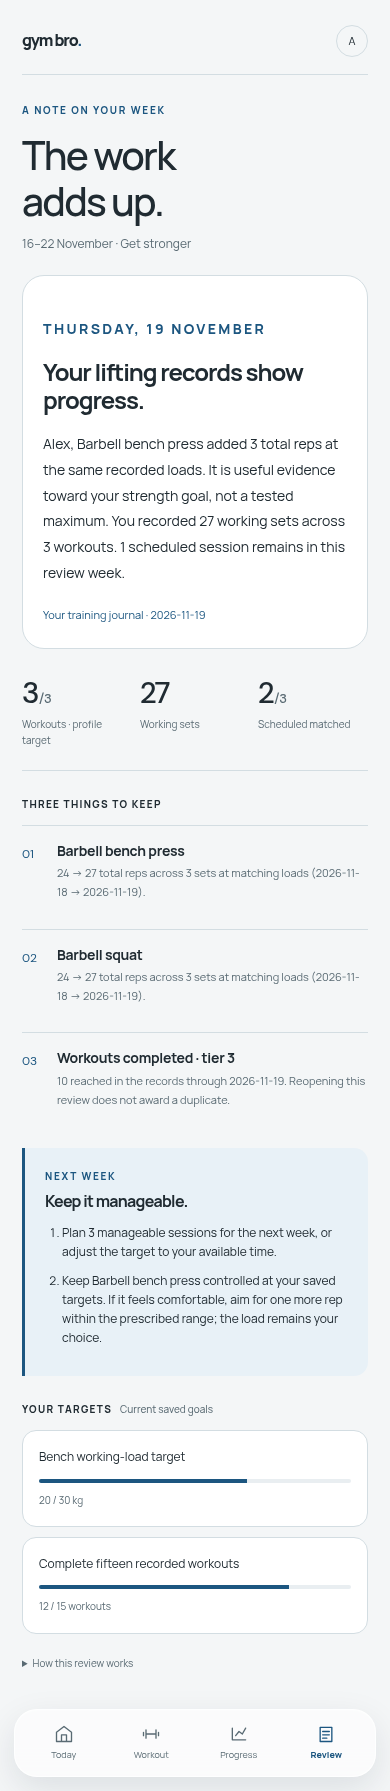 gym bro.
A
A NOTE ON YOUR WEEK
The work
adds up.
16–22 November · Get stronger
THURSDAY, 19 NOVEMBER
Your lifting records show
progress.
Alex, Barbell bench press added 3 total reps at
the same recorded loads. It is useful evidence
toward your strength goal, not a tested
maximum. You recorded 27 working sets across
3 workouts. 1 scheduled session remains in this
review week.
Your training journal · 2026-11-19
3/3
27
2/3
Workouts · profile
target
Working sets
Scheduled matched
THREE THINGS TO KEEP
01
Barbell bench press
24 → 27 total reps across 3 sets at matching loads (2026-11-
18 → 2026-11-19).
02
Barbell squat
24 → 27 total reps across 3 sets at matching loads (2026-11-
18 → 2026-11-19).
03
Workouts completed · tier 3
10 reached in the records through 2026-11-19. Reopening this
review does not award a duplicate.
NEXT WEEK
Keep it manageable.
1. Plan 3 manageable sessions for the next week, or
adjust the target to your available time.
2. Keep Barbell bench press controlled at your saved
targets. If it feels comfortable, aim for one more rep
within the prescribed range; the load remains your
choice.
YOUR TARGETS Current saved goals
Bench working-load target
20 / 30 kg
Complete fifteen recorded workouts
12 / 15 workouts
▶ How this review works
Today
Workout
Progress
Review